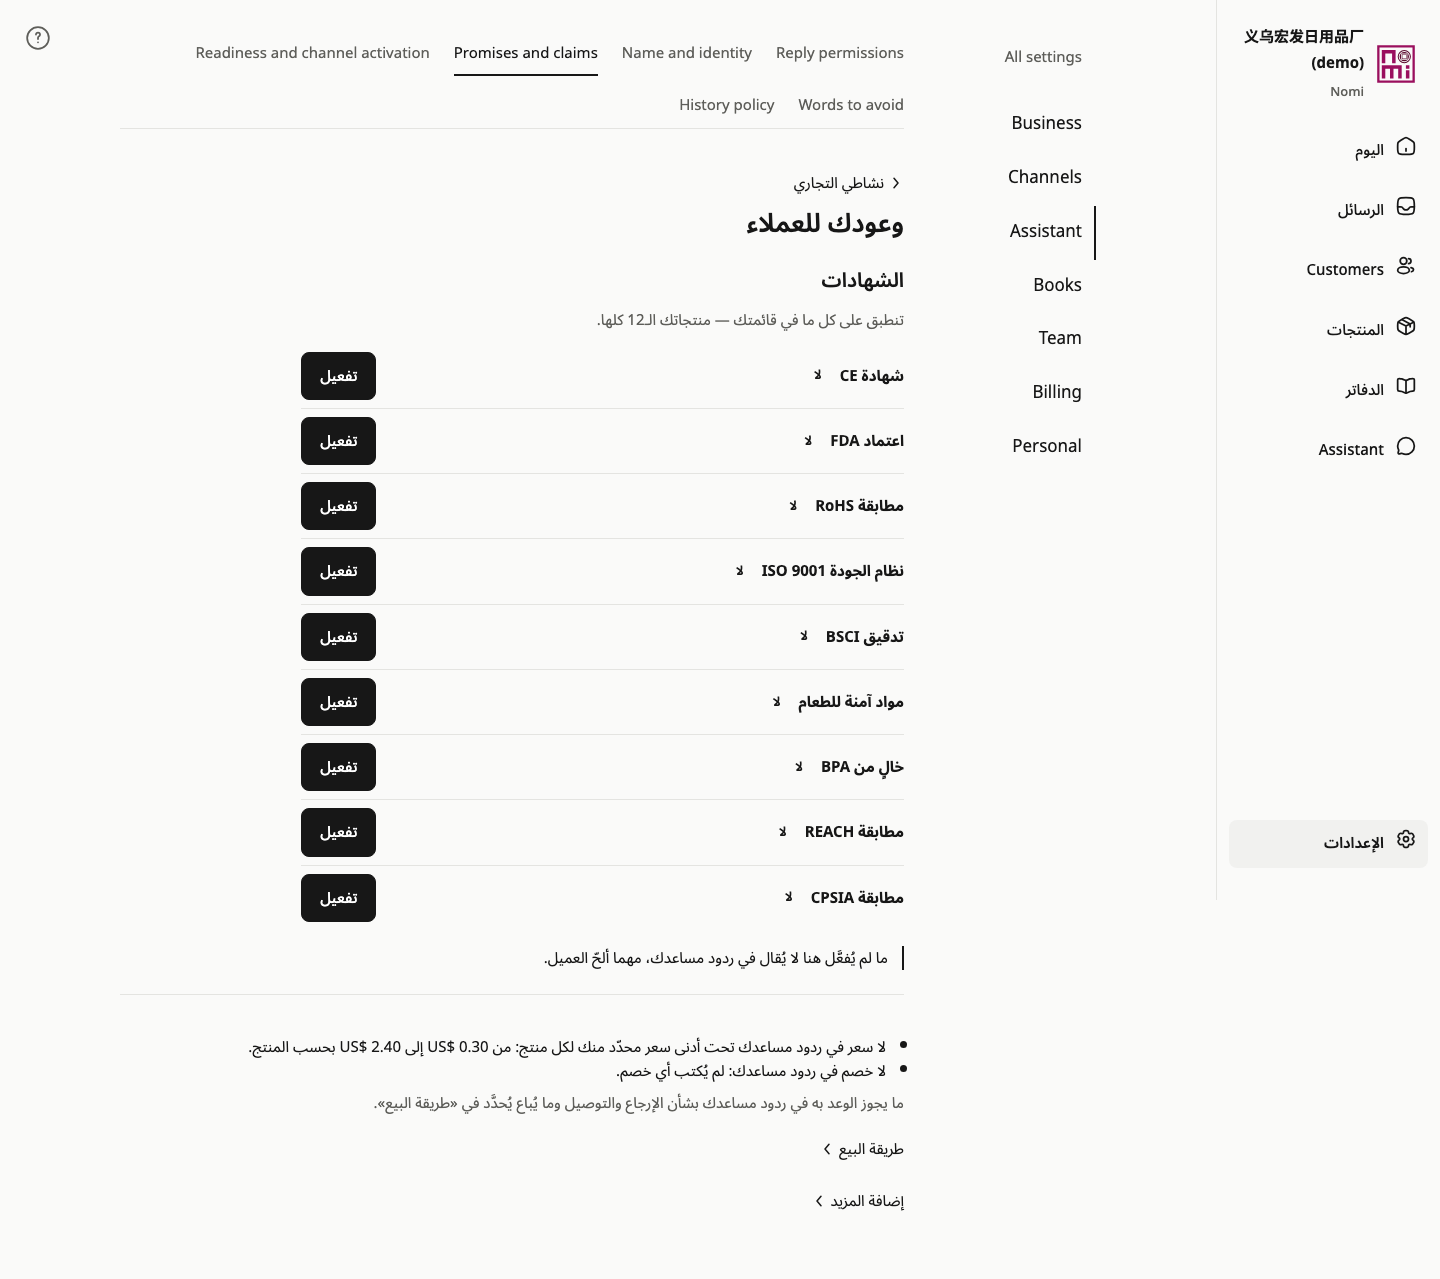 义乌宏发日用品厂
(demo)
Nomi
اليوم
الرسائل
Customers
المنتجات
الدفاتر
Assistant
الإعدادات
All settings
Business
Channels
Assistant
Books
Team
Billing
Personal
Reply permissions
Name and identity
Promises and claims
Readiness and channel activation
Words to avoid
History policy
نشاطي التجاري
وعودك للعملاء
الشهادات
تنطبق على كل ما في قائمتك — منتجاتك الـ12 كلها.
شهادة CE لا تفعيل
اعتماد FDA لا تفعيل
مطابقة RoHS لا تفعيل
نظام الجودة ISO 9001 لا تفعيل
تدقيق BSCI لا تفعيل
مواد آمنة للطعام لا تفعيل
خالٍ من BPA لا تفعيل
مطابقة REACH لا تفعيل
مطابقة CPSIA لا تفعيل
ما لم يُفعَّل هنا لا يُقال في ردود مساعدك، مهما ألحّ العميل.
لا سعر في ردود مساعدك تحت أدنى سعر محدّد منك لكل منتج: من US$ 0.30 إلى US$ 2.40 بحسب المنتج.
لا خصم في ردود مساعدك: لم يُكتب أي خصم.
ما يجوز الوعد به في ردود مساعدك بشأن الإرجاع والتوصيل وما يُباع يُحدَّد في «طريقة البيع».
طريقة البيع
إضافة المزيد